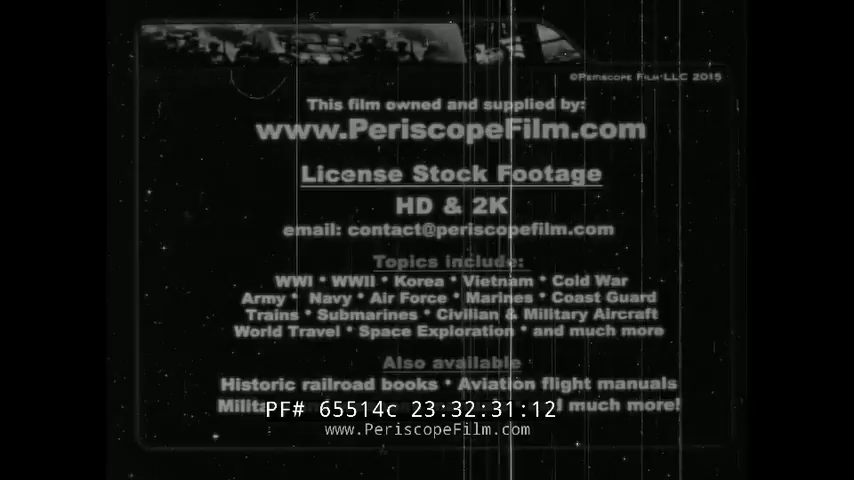 ©Periscope Film LLC 2015
This film owned and supplied by:
www.PeriscopeFilm.com
License Stock Footage
HD & 2K
email: contact@periscopefilm.com
Topics include:
WWI * WWII * Korea * Vietnam * Cold War
Army * Navy * Air Force * Marines * Coast Guard
Trains * Submarines * Civilian & Military Aircraft
World Travel * Space Exploration * and much more
Also available
Historic railroad books * Aviation flight manuals
much more!
PF# 65514c 23:32:31:12
www.PeriscopeFilm.com